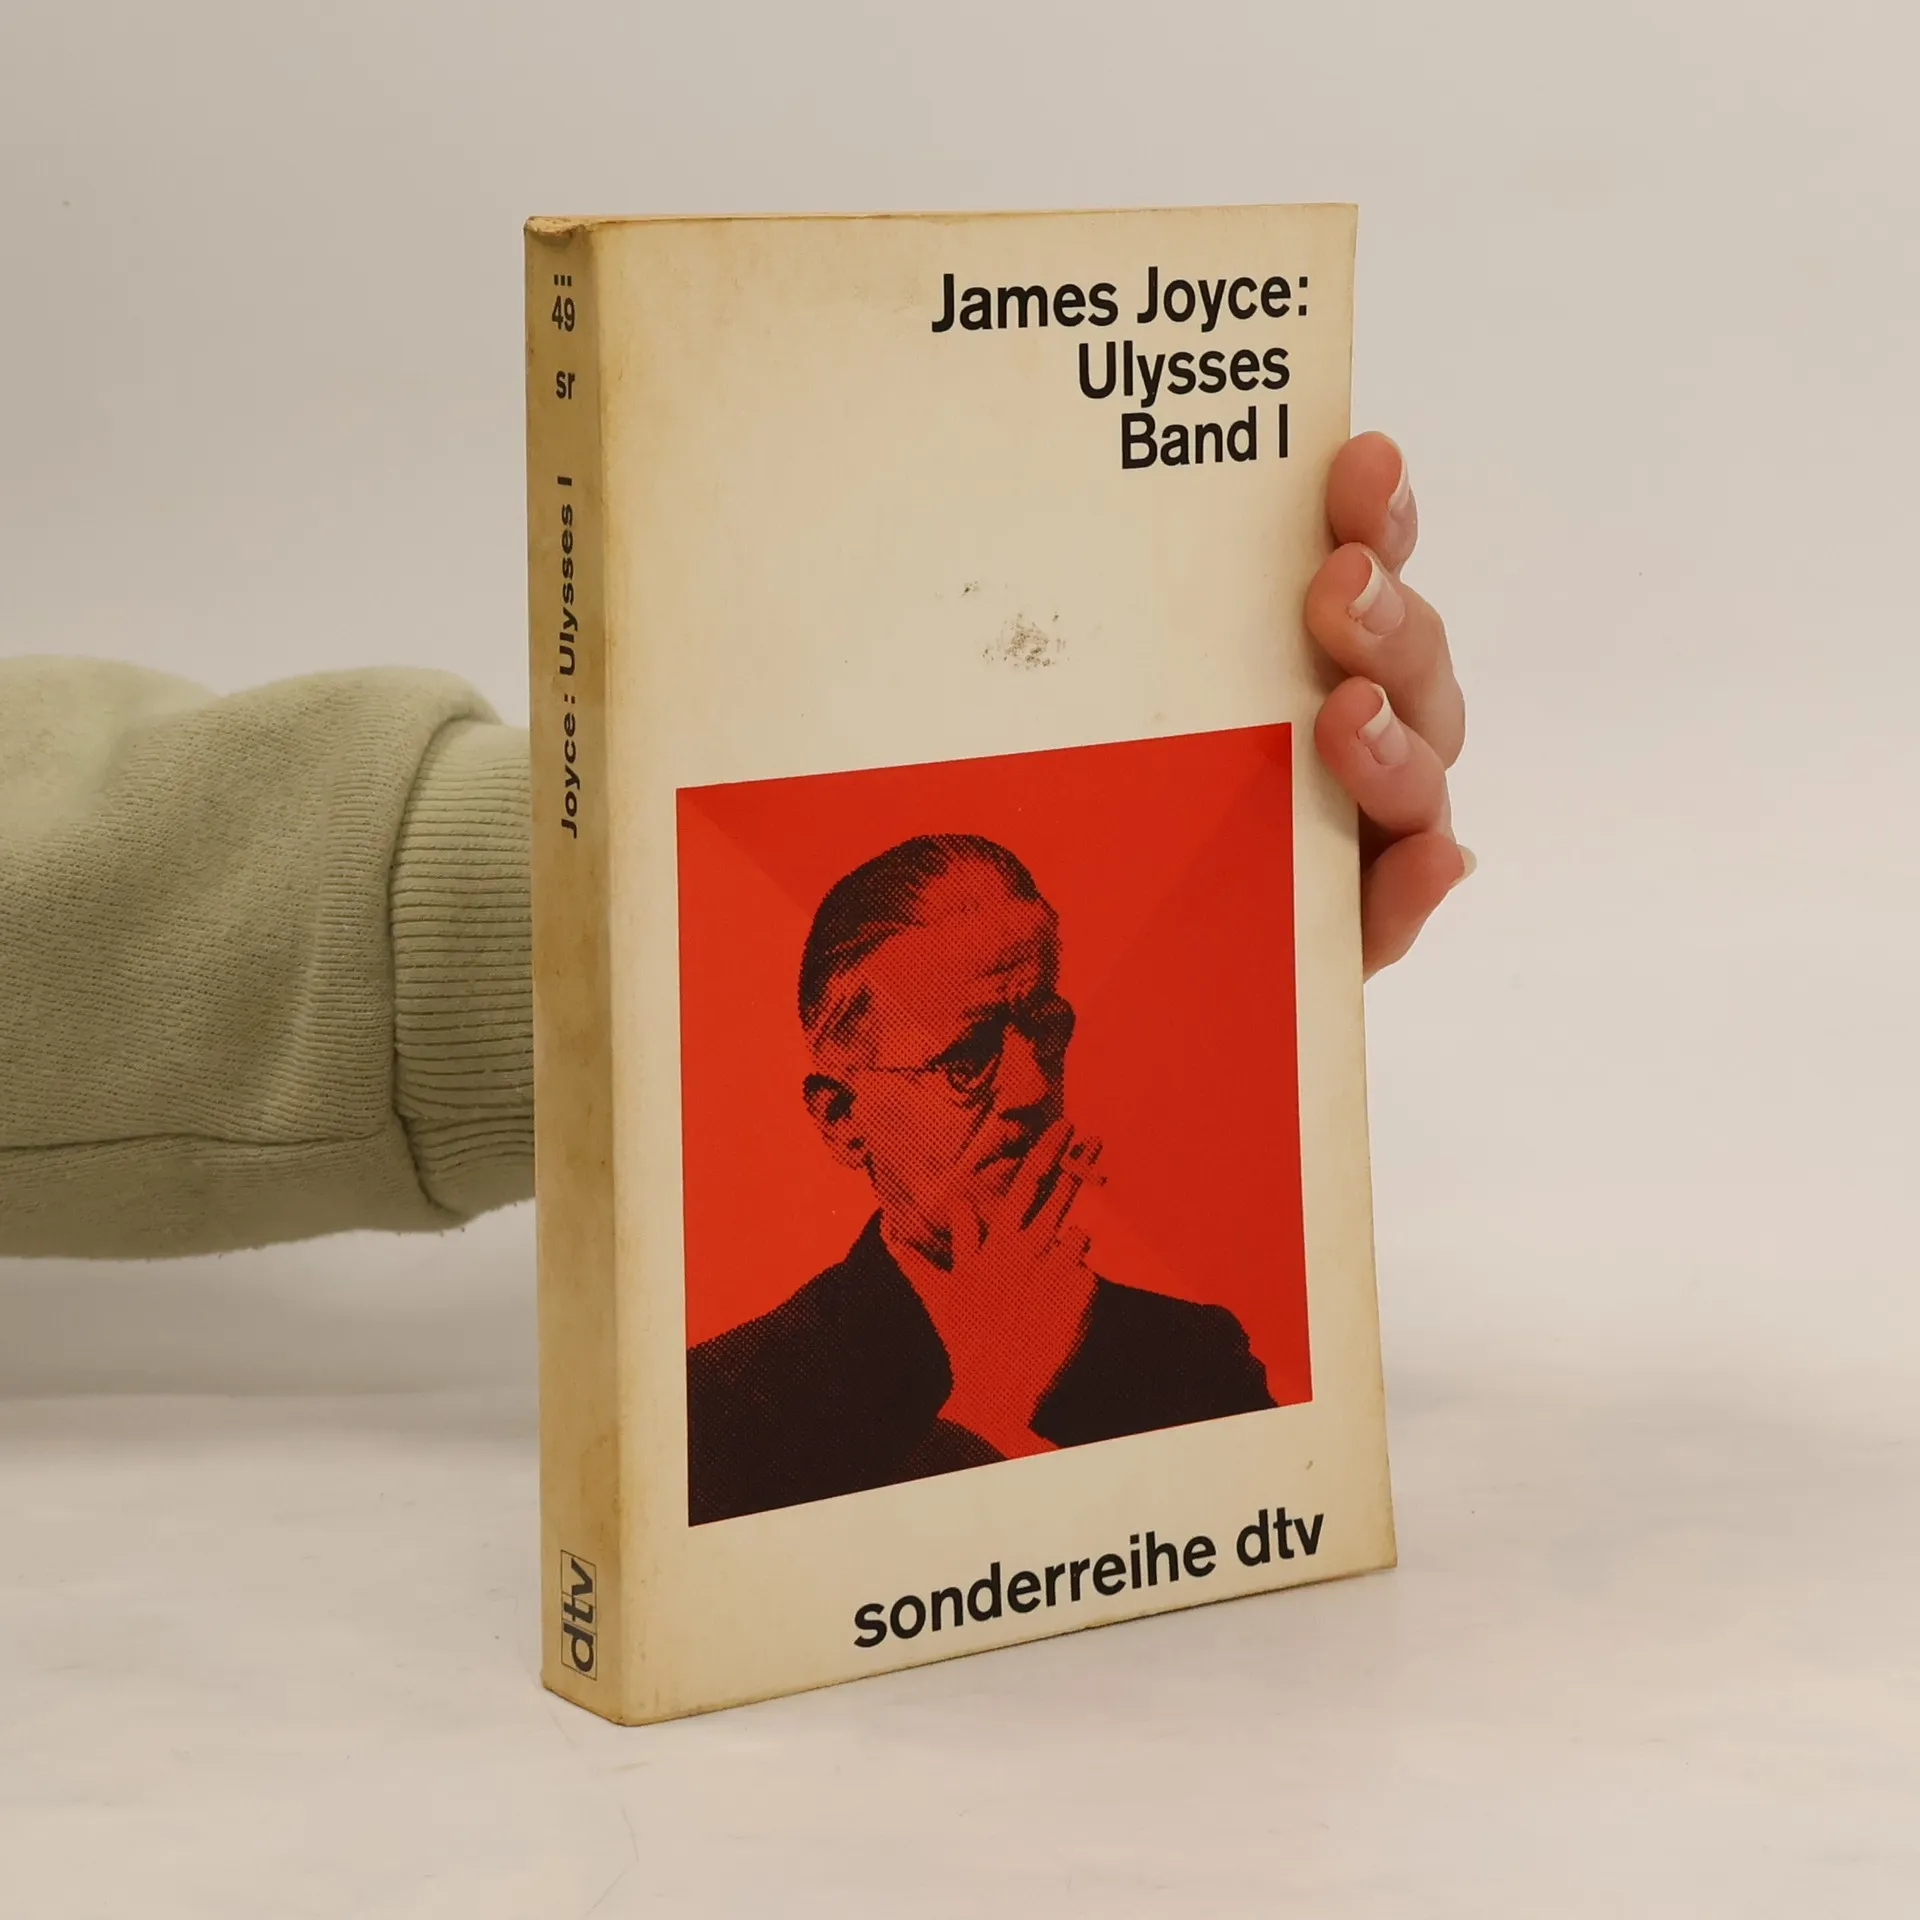 James Joyce:
Ulysses
Band I
sonderreihe dtv
... 49
sr
Joyce: Ulysses I
dtv